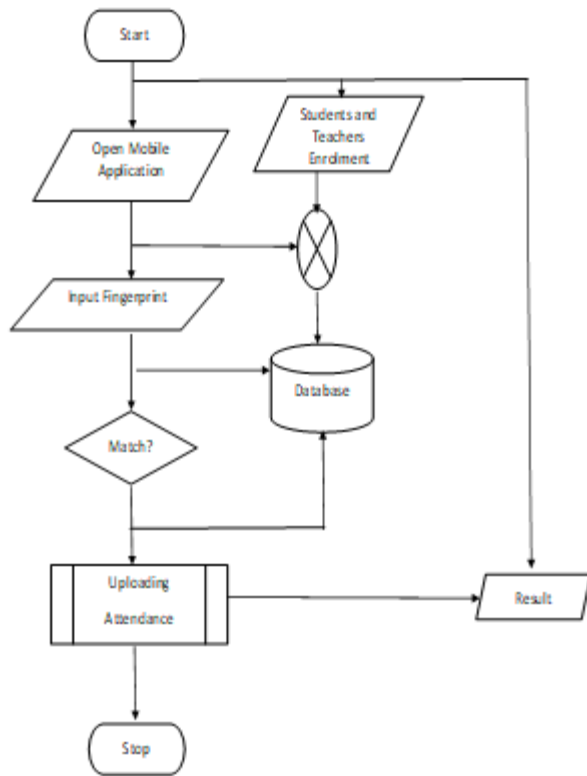 Start
Students and
Teachers
Enrolment
Open Mobile
Application
Input Fingerprint
Database
Match?
Uploading
Attendance
Result
Stop